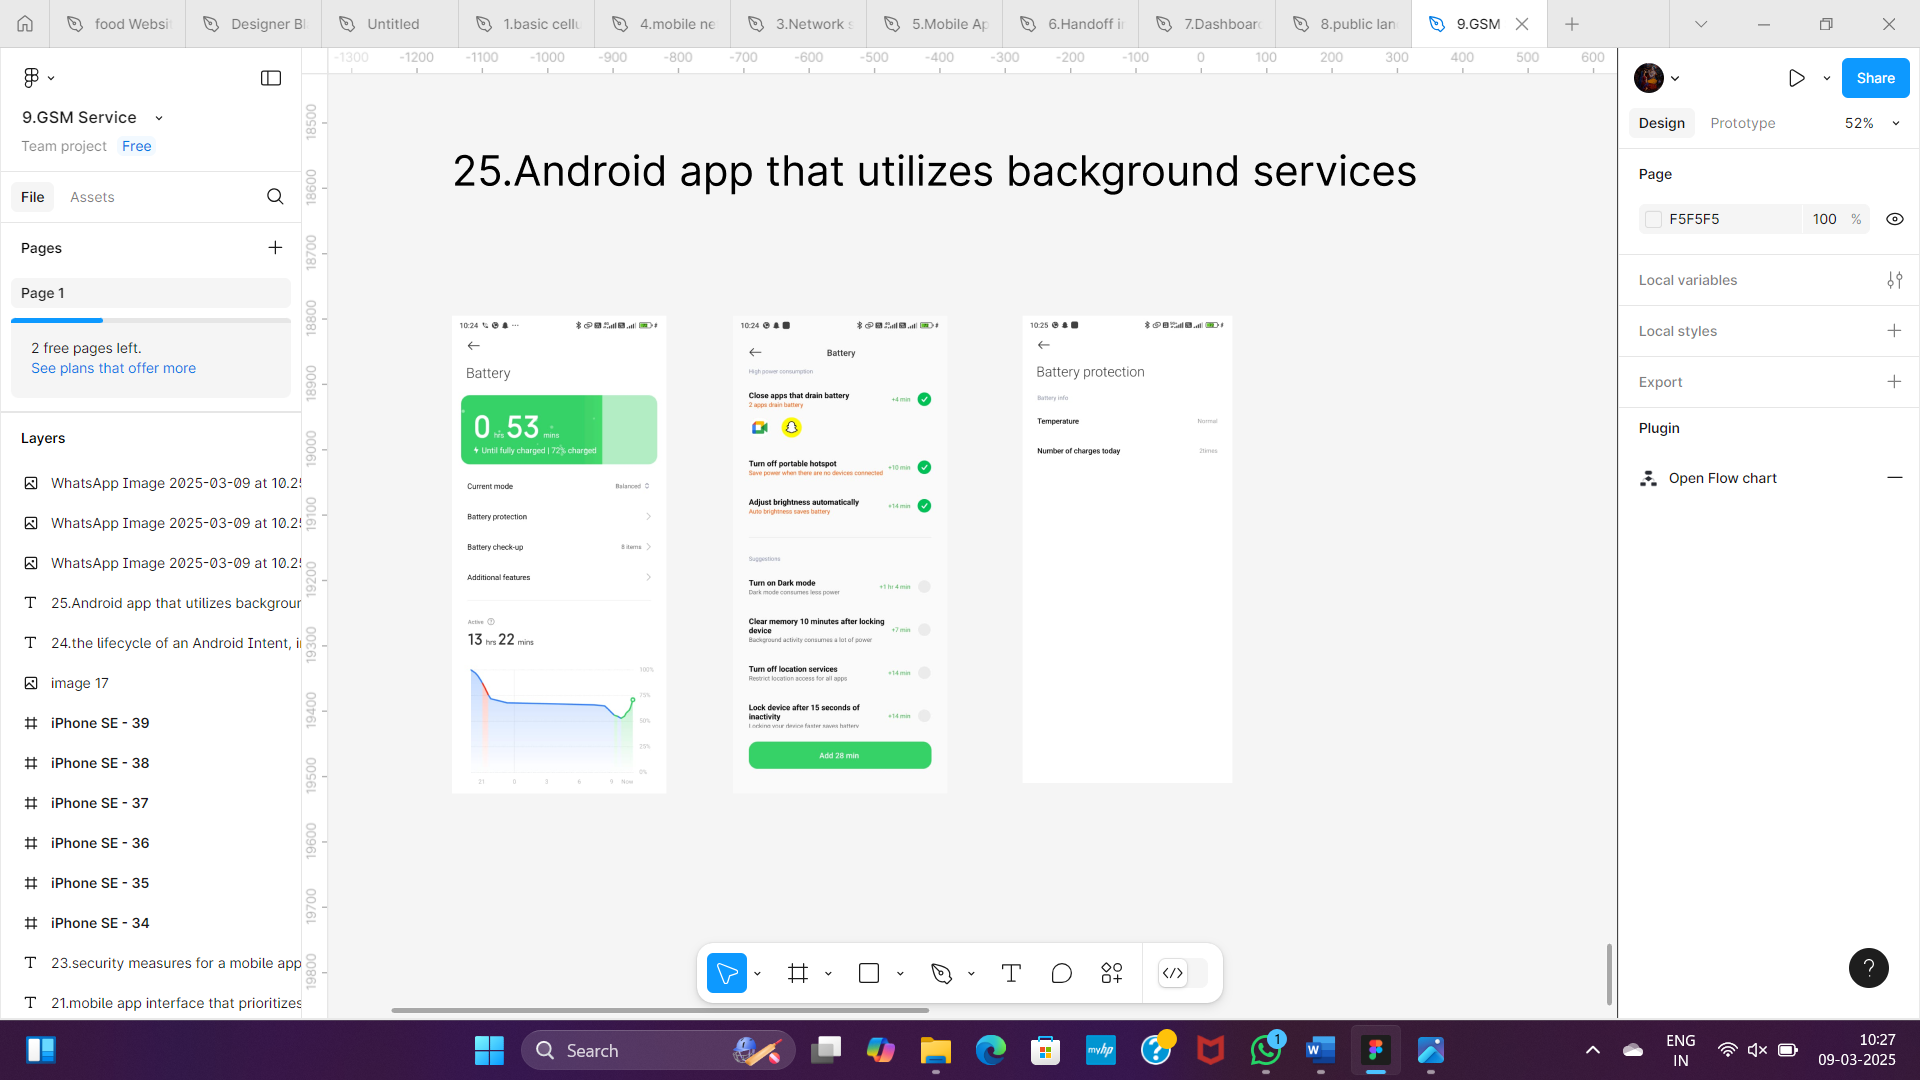 food Websit
Designer Bl
Untitled
1.basic cellu
4.mobile ne
3.Network s
5.Mobile Ap
6.Handoff in
7.Dashboard
8.public lan
9.GSM
-1300 -1200 -1100 -1000 -900 -800 -700 -600 -500 -400 -300 -200 -100 0 100 200 300 400 500 600
9.GSM Service
Team project Free
File Assets
Pages
Page 1
2 free pages left.
See plans that offer more
Layers
WhatsApp Image 2025-03-09 at 10.25
WhatsApp Image 2025-03-09 at 10.25
WhatsApp Image 2025-03-09 at 10.25
25.Android app that utilizes backgroun
24.the lifecycle of an Android Intent, i
image 17
iPhone SE - 39
iPhone SE - 38
iPhone SE - 37
iPhone SE - 36
iPhone SE - 35
iPhone SE - 34
23.security measures for a mobile app
21.mobile app interface that prioritizes
18500
18600
18700
18800
18900
19000
19100
19200
19300
19400
19500
19600
19700
19800
25.Android app that utilizes background services
10:24
Battery
0 hrs 53 mins
Until fully charged | 72% charged
Current mode Balanced
Battery protection
Battery check-up 8 items
Additional features
Active
13 hrs 22 mins
100%
75%
50%
25%
0%
21 0 3 6 9 Now
10:24
Battery
High power consumption
Close apps that drain battery +4 min
2 apps drain battery
Turn off portable hotspot +10 min
Save power when there are no devices connected
Adjust brightness automatically +14 min
Auto brightness saves battery
Suggestions
Turn on Dark mode +1 hr 4 min
Dark mode consumes less power
Clear memory 10 minutes after locking
device +7 min
Background activity consumes a lot of power
Turn off location services +14 min
Restrict location access for all apps
Lock device after 15 seconds of
inactivity +14 min
Locking your device faster saves battery
Add 28 min
10:25
Battery protection
Battery info
Temperature Normal
Number of charges today 2times
Share
Design Prototype 52%
Page
F5F5F5 100 %
Local variables
Local styles
Export
Plugin
Open Flow chart
?
Search
myhp
1
ENG
IN
10:27
09-03-2025